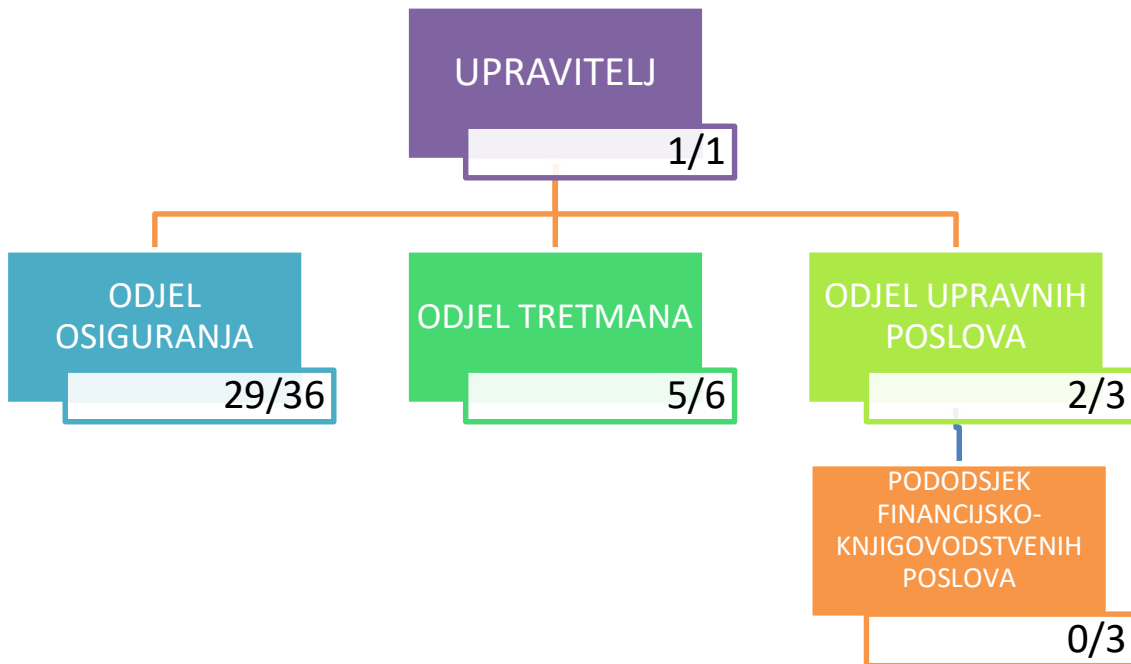 UPRAVITELJ
1/1
ODJEL
OSIGURANJA
29/36
ODJEL TRETMANA
5/6
ODJEL UPRAVNIH
POSLOVA
2/3
PODODSJEK
FINANCIJSKO-
KNJIGOVODSTVENIH
POSLOVA
0/3